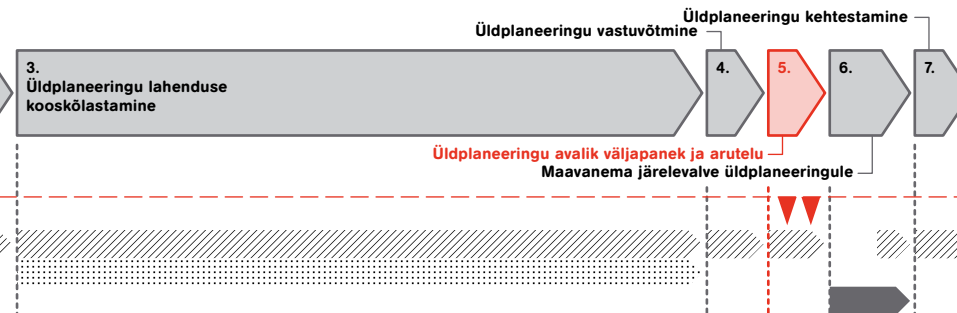 Üldplaneeringu kehtestamine
Üldplaneeringu vastuvõtmine
3.
Üldplaneeringu lahenduse
kooskõlastamine
4.
5.
6.
7.
Üldplaneeringu avalik väljapanek ja arutelu
Maavanema järelevalve üldplaneeringule